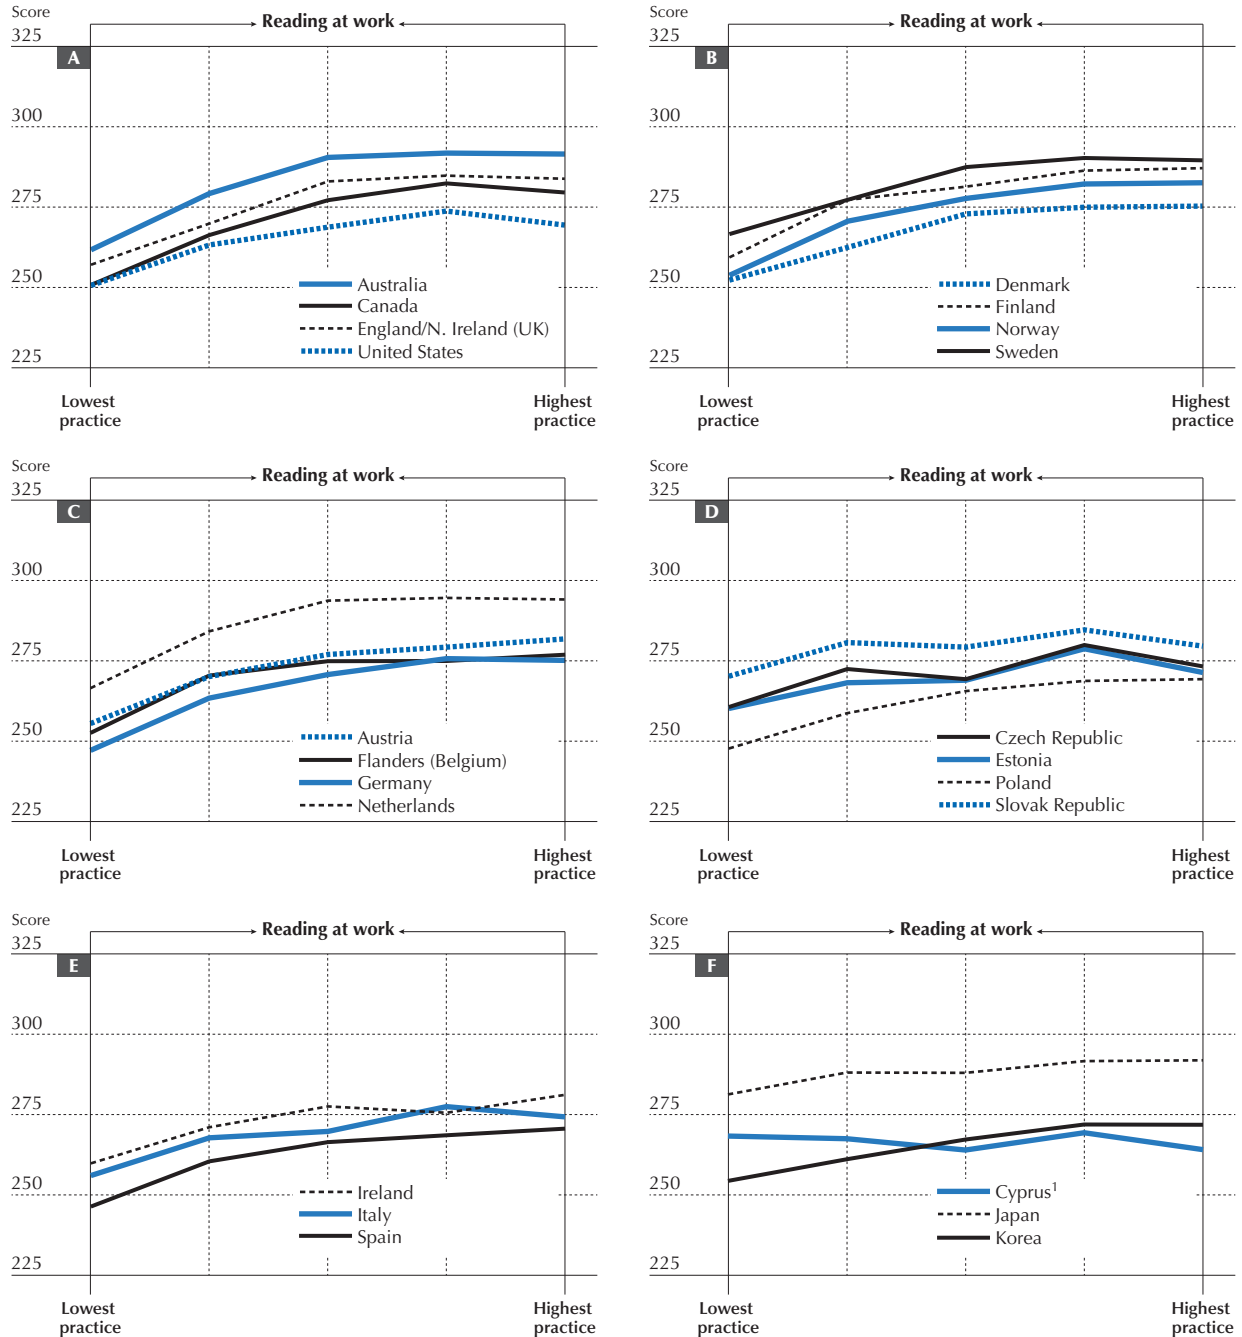 Score
Reading at work
325
A
300
275
250
225
Australia
Canada
England/N. Ireland (UK)
United States
Lowest
practice
Highest
practice
Score
Reading at work
325
B
300
275
250
225
Denmark
Finland
Norway
Sweden
Lowest
practice
Highest
practice
Score
Reading at work
325
C
300
275
250
225
Austria
Flanders (Belgium)
Germany
Netherlands
Lowest
practice
Highest
practice
Score
Reading at work
325
D
300
275
250
225
Czech Republic
Estonia
Poland
Slovak Republic
Lowest
practice
Highest
practice
Score
Reading at work
325
E
300
275
250
225
Ireland
Italy
Spain
Lowest
practice
Highest
practice
Score
Reading at work
325
F
300
275
250
225
Cyprus¹
Japan
Korea
Lowest
practice
Highest
practice